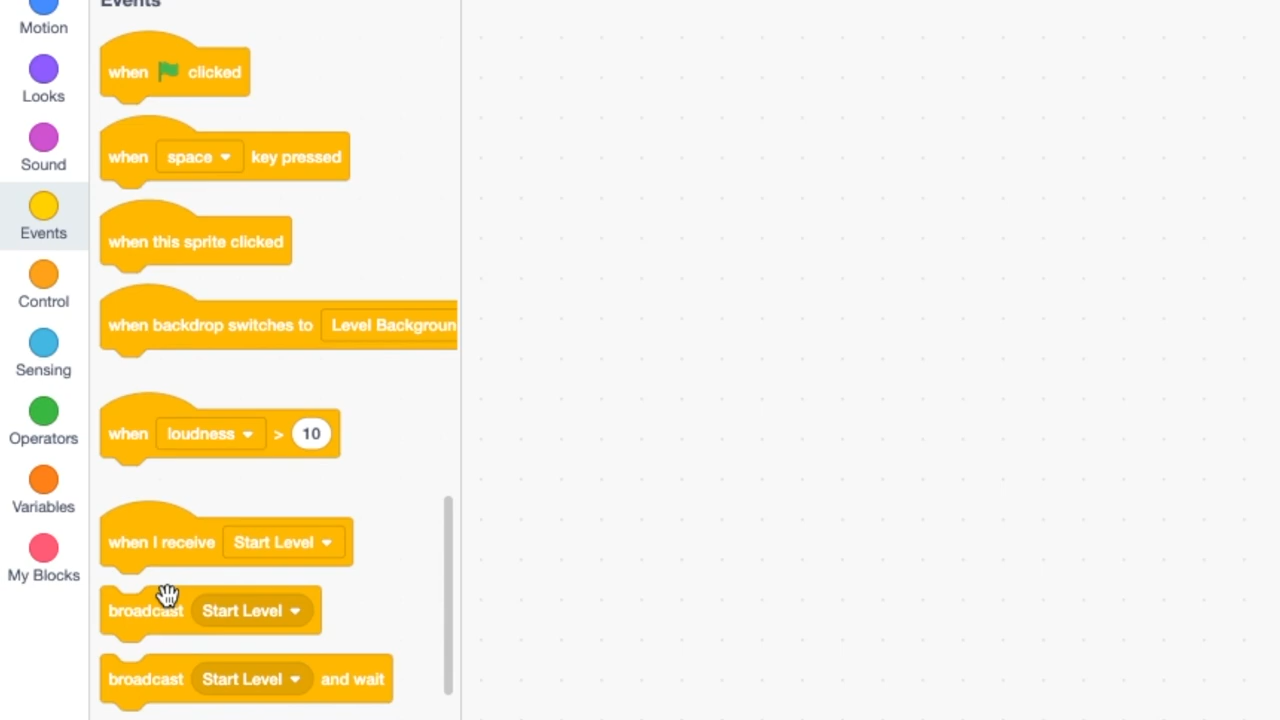 Events
Motion
Looks
Sound
Events
Control
Sensing
Operators
Variables
My Blocks
when clicked
when space key pressed
when this sprite clicked
when backdrop switches to Level Backgroun
when loudness > 10
when I receive Start Level
broadcast Start Level
broadcast Start Level and wait